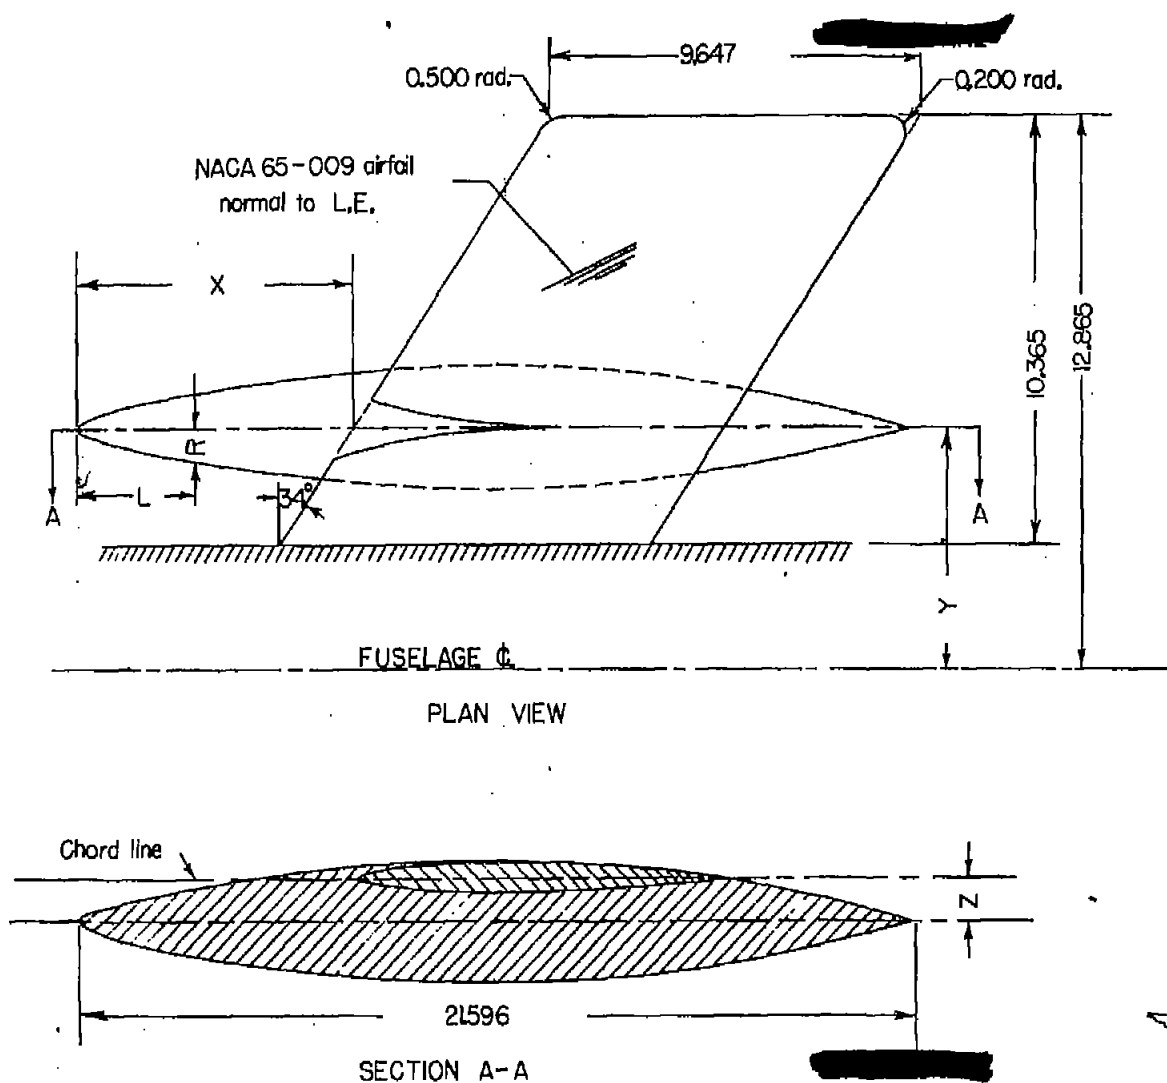 9.647
0.500 rad.
0.200 rad.
NACA 65-009 airfoil
normal to L.E.
X
10.365
12.865
R
L
34°
A
A
Y
FUSELAGE ℄
PLAN VIEW
Chord line
Z
21.596
SECTION A-A